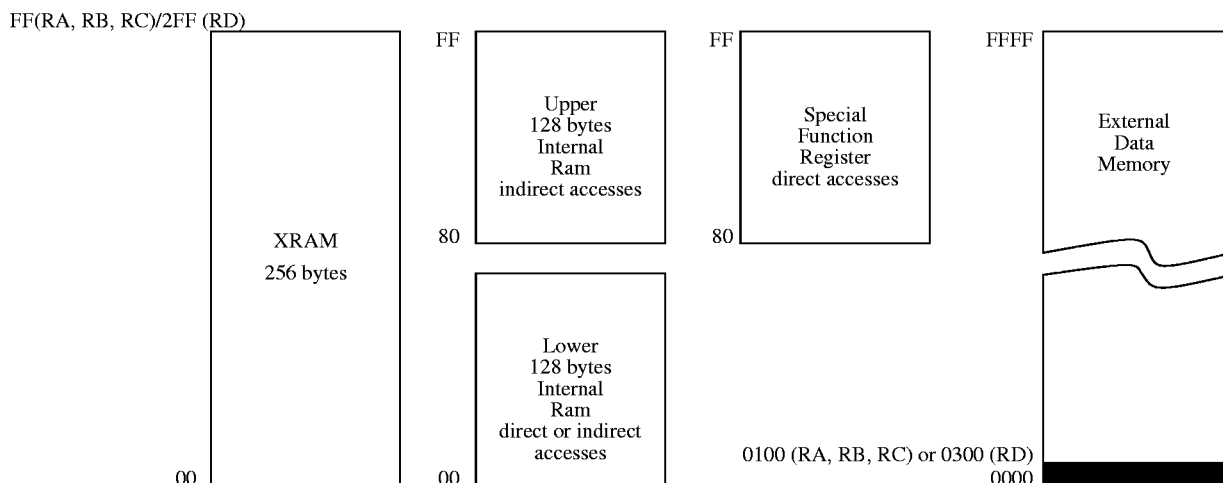 FF(RA, RB, RC)/2FF (RD)
XRAM
256 bytes
00
FF
Upper
128 bytes
Internal
Ram
indirect accesses
80
Lower
128 bytes
Internal
Ram
direct or indirect
accesses
00
FF
Special
Function
Register
direct accesses
80
FFFF
External
Data
Memory
0100 (RA, RB, RC) or 0300 (RD)
0000